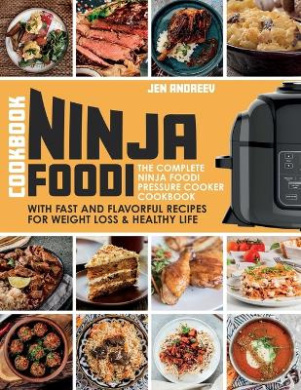 JEN ANDREEV
COOKBOOK
NINJA
FOODI
THE COMPLETE
NINJA FOODI
PRESSURE COOKER
COOKBOOK
WITH FAST AND FLAVORFUL RECIPES
FOR WEIGHT LOSS & HEALTHY LIFE